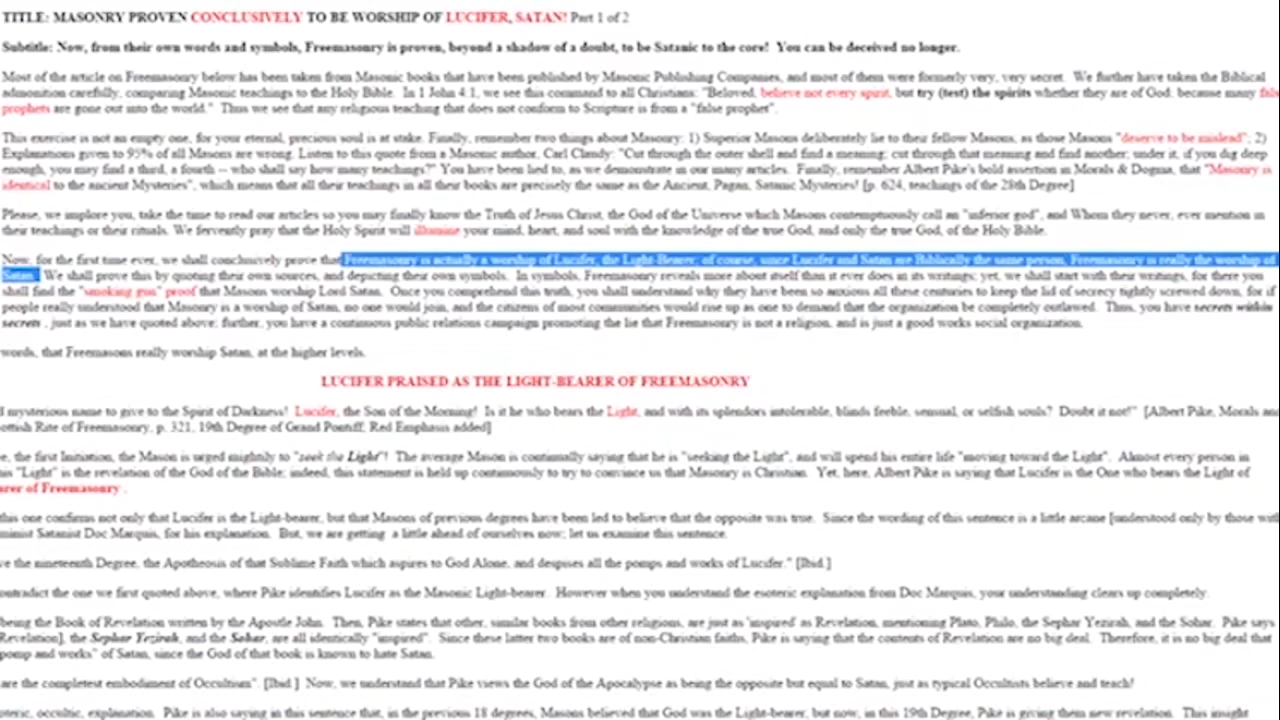 TITLE: MASONRY PROVEN CONCLUSIVELY TO BE WORSHIP OF LUCIFER, SATAN! Part 1 of 2
Subtitle: Now, from their own words and symbols, Freemasonry is proven, beyond a shadow of a doubt, to be Satanic to the core! You can be deceived no longer.
Most of the article on Freemasonry below has been taken from Masonic books that have been published by Masonic Publishing Companies, and most of them were formerly very, very secret. We further have taken the Biblical
admonition carefully, comparing Masonic teachings to the Holy Bible. In 1 John 4:1, we see this command to all Christians: "Beloved, believe not every spirit, but try (test) the spirits whether they are of God: because many
prophets are gone out into the world." Thus we see that any religious teaching that does not conform to Scripture is from a "false prophet".
This exercise is not an empty one, for your eternal, precious soul is at stake. Finally, remember two things about Masonry: 1) Superior Masons deliberately lie to their fellow Masons, as those Masons "deserve to be mislead"; 2)
Explanations given to 95% of all Masons are wrong. Listen to this quote from a Masonic author, Carl Claudy: "Cut through the outer shell and find a meaning; cut through that meaning and find another; under it, if you dig deep
enough, you may find a third, a fourth -- who shall say how many teachings?" You have been lied to, as we demonstrate in our many articles. Finally, remember Albert Pike's bold assertion in Morals & Dogma, that "Masonry is
identical to the ancient Mysteries", which means that all their teachings in all their books are precisely the same as the Ancient, Pagan, Satanic Mysteries! [p. 624, teachings of the 28th Degree]
Please, we implore you, take the time to read our articles so you may finally know the Truth of Jesus Christ, the God of the Universe which Masons contemptuously call an "inferior god", and Whom they never, ever mention in
their teachings or their rituals. We fervently pray that the Holy Spirit will illumine your mind, heart, and soul with the knowledge of the true God, and only the true God, of the Holy Bible.
Now, for the first time ever, we shall conclusively prove that Freemasonry is actually a worship of Lucifer, the Light-Bearer; of course, since Lucifer and Satan are Biblically the same person, Freemasonry is really the worship of
Satan. We shall prove this by quoting their own sources, and depicting their own symbols. In symbols, Freemasonry reveals more about itself than it ever does in its writings; yet, we shall start with their writings, for there you
shall find the "smoking gun" proof that Masons worship Lord Satan. Once you comprehend this truth, you shall understand why they have been so anxious all these centuries to keep the lid of secrecy tightly screwed down, for if
people really understood that Masonry is a worship of Satan, no one would join, and the citizens of most communities would rise up as one to demand that the organization be completely outlawed. Thus, you have secrets within
secrets , just as we have quoted above; further, you have a continuous public relations campaign promoting the lie that Freemasonry is not a religion, and is just a good works social organization.
words, that Freemasons really worship Satan, at the higher levels.
LUCIFER PRAISED AS THE LIGHT-BEARER OF FREEMASONRY
mysterious name to give to the Spirit of Darkness! Lucifer, the Son of the Morning! Is it he who bears the Light, and with its splendors intolerable, blinds feeble, sensual, or selfish souls? Doubt it not!" [Albert Pike, Morals
Rite of Freemasonry, p. 321, 19th Degree of Grand Pontiff; Red Emphasis added]
the first Initiation, the Mason is urged mightily to "seek the Light"! The average Mason is continually saying that he is "seeking the Light", and will spend his entire life "moving toward the Light". Almost every person in
"Light" is the revelation of the God of the Bible; indeed, this statement is held up continuously to try to convince us that Masonry is Christian. Yet, here, Albert Pike is saying that Lucifer is the One who bears the Light of
of Freemasonry .
this one confirms not only that Lucifer is the Light-bearer, but that Masons of previous degrees have been led to believe that the opposite was true. Since the wording of this sentence is a little arcane [understood only by those
Satanist Doc Marquis, for his explanation. But, we are getting a little ahead of ourselves now; let us examine this sentence.
the nineteenth Degree, the Apotheosis of that Sublime Faith which aspires to God Alone, and despises all the pomps and works of Lucifer." [Ibid.]
the one we first quoted above, where Pike identifies Lucifer as the Masonic Light-bearer. However when you understand the esoteric explanation from Doc Marquis, your understanding clears up completely.
being the Book of Revelation written by the Apostle John. Then, Pike states that other, similar books from other religions, are just as 'inspired' as Revelation, mentioning Plato, Philo, the Sephar Yezirah, and the Sohar. Pike says
Revelation], the Sephar Yezirah, and the Sohar, are all identically "inspired". Since these latter two books are of non-Christian faiths, Pike is saying that the contents of Revelation are no big deal. Therefore, it is no big deal that
pomp and works" of Satan, since the God of that book is known to hate Satan.
are the completest embodiment of Occultism". [Ibid.] Now, we understand that Pike views the God of the Apocalypse as being the opposite but equal to Satan, just as typical Occultists believe and teach!
occultic, explanation. Pike is also saying in this sentence that, in the previous 18 degrees, Masons believed that God was the Light-bearer, but now, in this 19th Degree, Pike is giving them new revelation. This insight